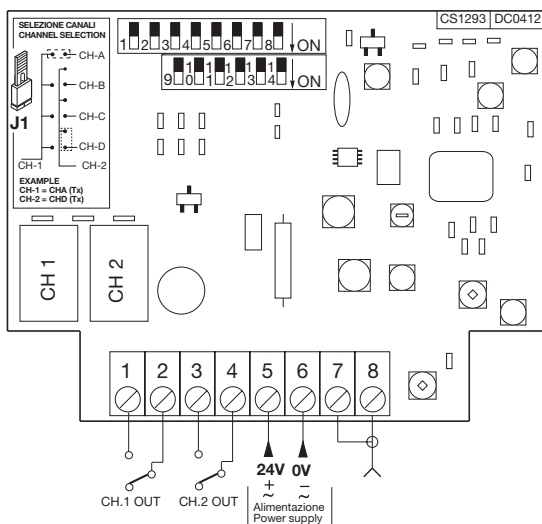 SELEZIONE CANALI
CHANNEL SELECTION
CH-A
CH-B
CH-C
CH-D
J1
CH-1
CH-2
EXAMPLE
CH-1 = CHA (Tx)
CH-2 = CHD (Tx)
1 2 3 4 5 6 7 8 ON
9 10 11 12 13 14 ON
CS1293 DC0412
CH 1
CH 2
1 2 3 4 5 6 7 8
24V 0V
+ −
~ ~
CH.1 OUT
CH.2 OUT
Alimentazione
Power supply